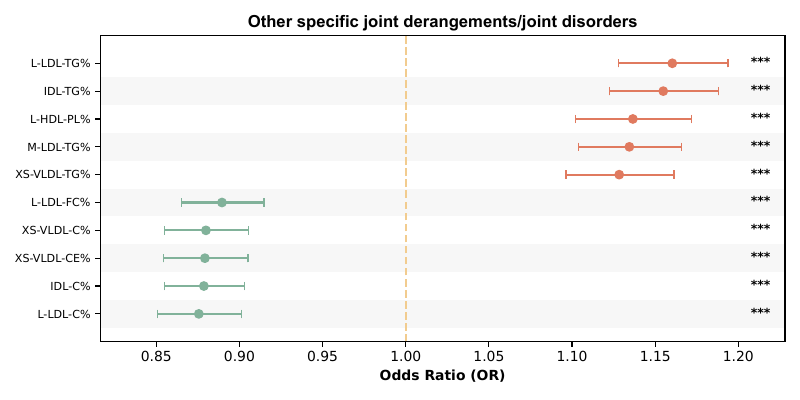 Other specific joint derangements/joint disorders
L-LDL-TG% ***
IDL-TG% ***
L-HDL-PL% ***
M-LDL-TG% ***
XS-VLDL-TG% ***
L-LDL-FC% ***
XS-VLDL-C% ***
XS-VLDL-CE% ***
IDL-C% ***
L-LDL-C% ***
0.85 0.90 0.95 1.00 1.05 1.10 1.15 1.20
Odds Ratio (OR)